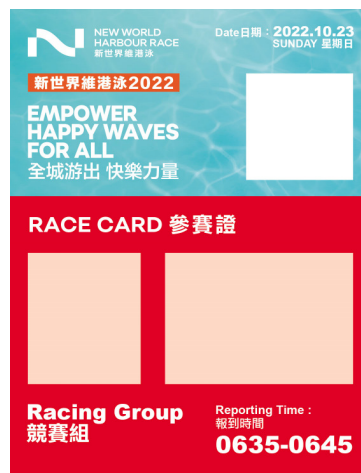 NEW WORLD
HARBOUR RACE
新世界維港泳
Date日期：2022.10.23
SUNDAY 星期日
新世界維港泳2022
EMPOWER
HAPPY WAVES
FOR ALL
全城游出 快樂力量
RACE CARD 參賽證
Racing Group
競賽組
Reporting Time :
報到時間
0635-0645